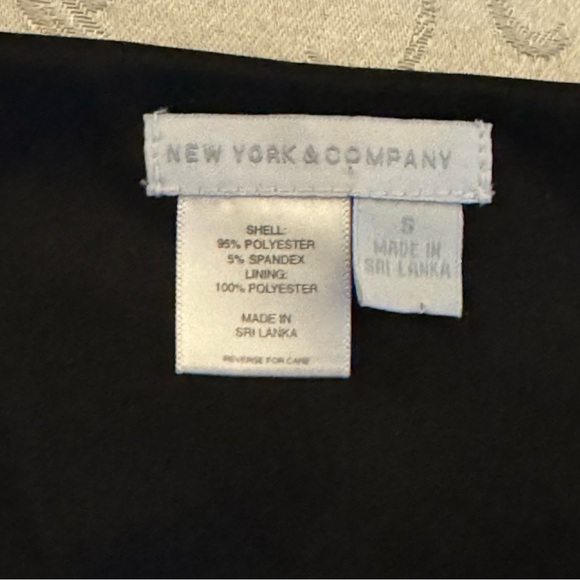 NEW YORK & COMPANY
SHELL:
95% POLYESTER
5% SPANDEX
LINING:
100% POLYESTER
MADE IN
SRI LANKA
REVERSE FOR CARE
S
MADE IN
SRI LANKA